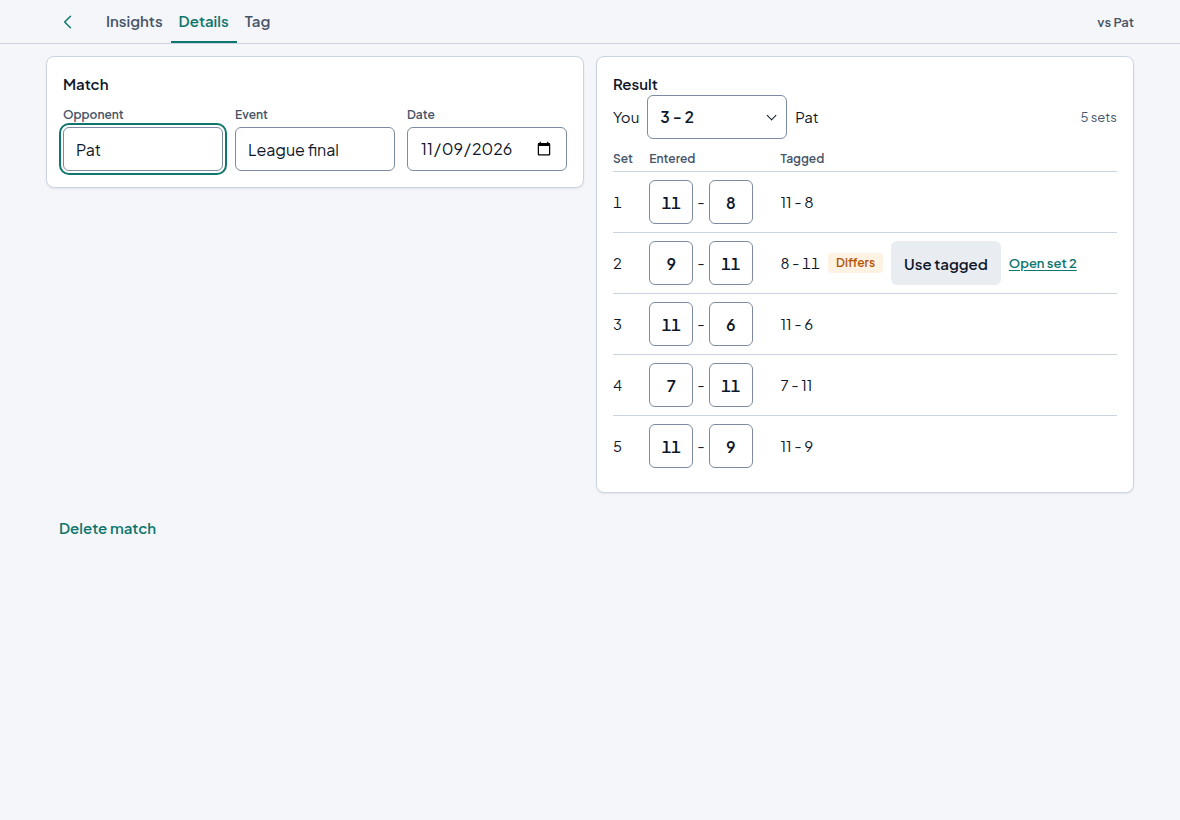 Insights Details Tag vs Pat
Match
Opponent Event Date
Pat League final 11/09/2026
Result
You 3 - 2 Pat 5 sets
Set Entered Tagged
1 11 - 8 11 - 8
2 9 - 11 8 - 11 Differs Use tagged Open set 2
3 11 - 6 11 - 6
4 7 - 11 7 - 11
5 11 - 9 11 - 9
Delete match